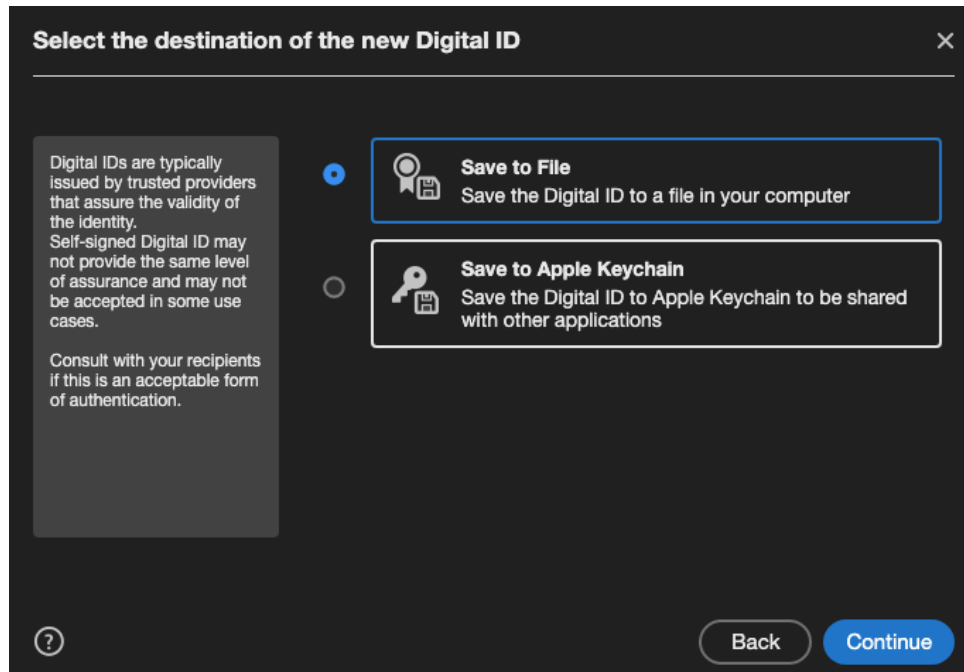 Select the destination of the new Digital ID
Digital IDs are typically
issued by trusted providers
that assure the validity of
the identity.
Self-signed Digital ID may
not provide the same level
of assurance and may not
be accepted in some use
cases.
Consult with your recipients
if this is an acceptable form
of authentication.
Save to File
Save the Digital ID to a file in your computer
Save to Apple Keychain
Save the Digital ID to Apple Keychain to be shared
with other applications
?
Back
Continue